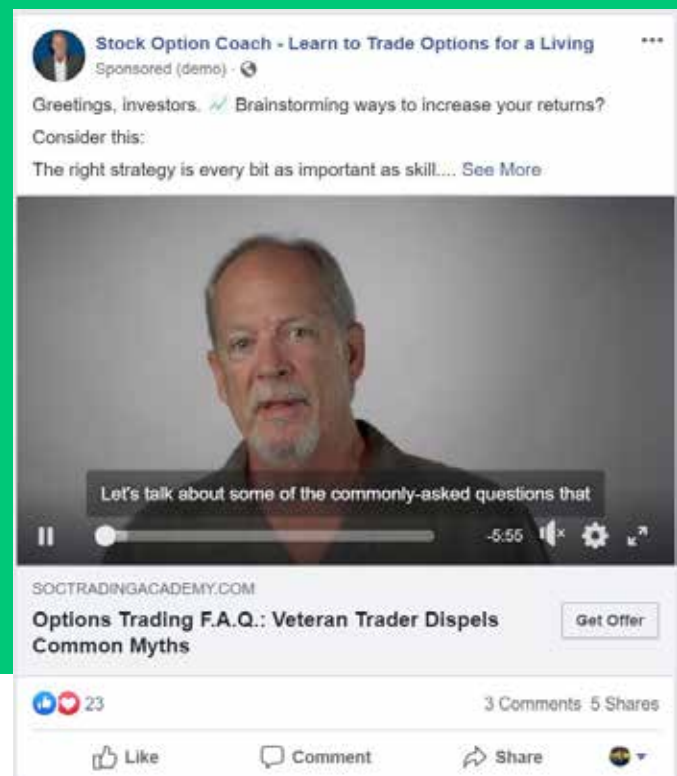 Stock Option Coach - Learn to Trade Options for a Living
Sponsored (demo) ·
Greetings, investors. Brainstorming ways to increase your returns?
Consider this:
The right strategy is every bit as important as skill.... See More
Let's talk about some of the commonly-asked questions that
-5:55
SOCTRADINGACADEMY.COM
Options Trading F.A.Q.: Veteran Trader Dispels
Common Myths
Get Offer
23
3 Comments 5 Shares
Like Comment Share